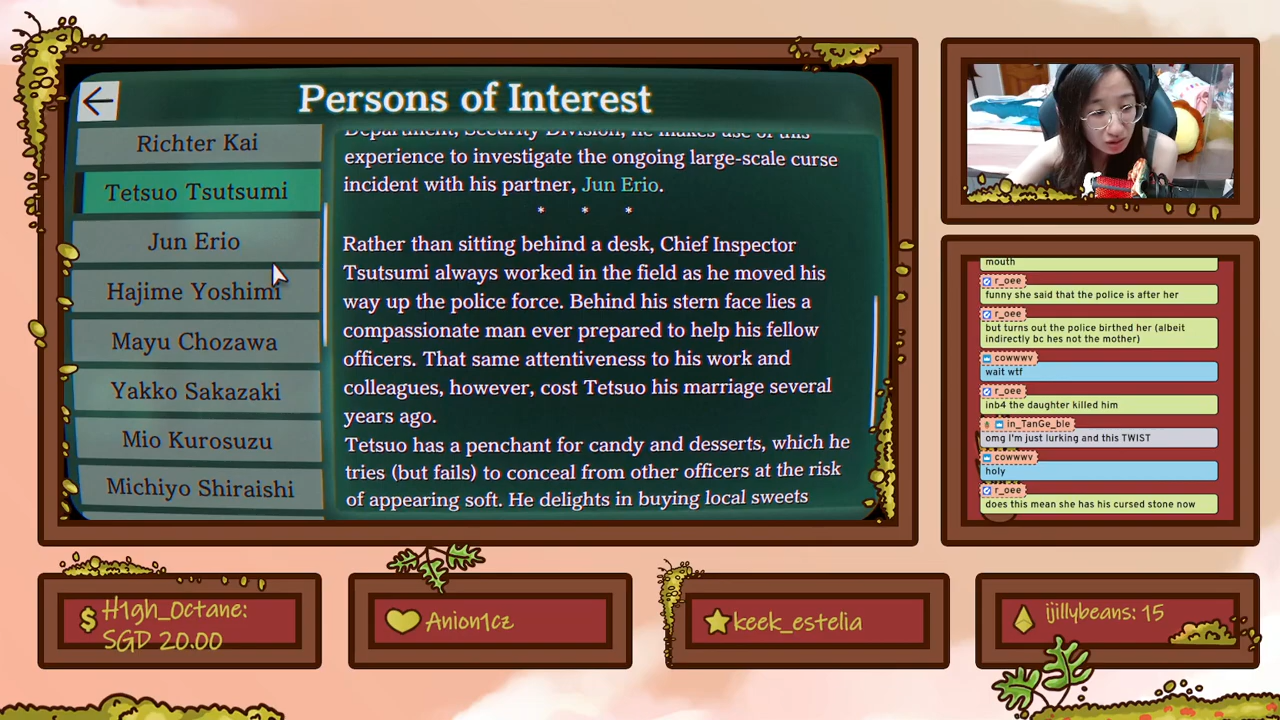 Persons of Interest
Richter Kai
Tetsuo Tsutsumi
Jun Erio
Hajime Yoshimi
Mayu Chozawa
Yakko Sakazaki
Mio Kurosuzu
Michiyo Shiraishi
Department, Security Division, he makes use of this
experience to investigate the ongoing large-scale curse
incident with his partner, Jun Erio.
* * *
Rather than sitting behind a desk, Chief Inspector
Tsutsumi always worked in the field as he moved his
way up the police force. Behind his stern face lies a
compassionate man ever prepared to help his fellow
officers. That same attentiveness to his work and
colleagues, however, cost Tetsuo his marriage several
years ago.
Tetsuo has a penchant for candy and desserts, which he
tries (but fails) to conceal from other officers at the risk
of appearing soft. He delights in buying local sweets
mouth
r_oee
funny she said that the police is after her
r_oee
but turns out the police birthed her (albeit
indirectly bc hes not the mother)
cowwwv
wait wtf
r_oee
inb4 the daughter killed him
in_TanGe_ble
omg I'm just lurking and this TWIST
cowwwv
holy
r_oee
does this mean she has his cursed stone now
$ H1gh_Octane:
SGD 20.00
Anion1cz
keek_estelia
ijillybeans: 15